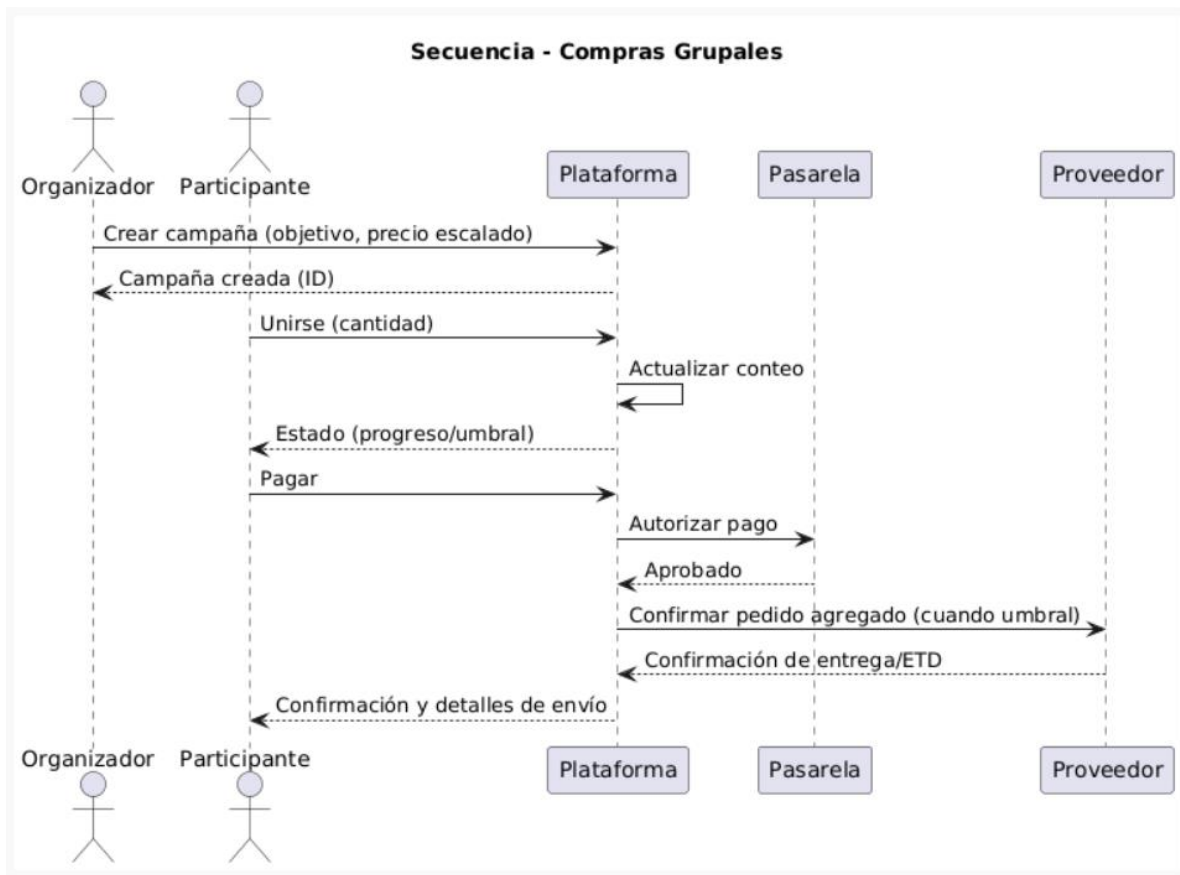 Secuencia - Compras Grupales
Organizador
Participante
Plataforma
Pasarela
Proveedor
Crear campaña (objetivo, precio escalado)
Campaña creada (ID)
Unirse (cantidad)
Actualizar conteo
Estado (progreso/umbral)
Pagar
Autorizar pago
Aprobado
Confirmar pedido agregado (cuando umbral)
Confirmación de entrega/ETD
Confirmación y detalles de envío
Organizador
Participante
Plataforma
Pasarela
Proveedor